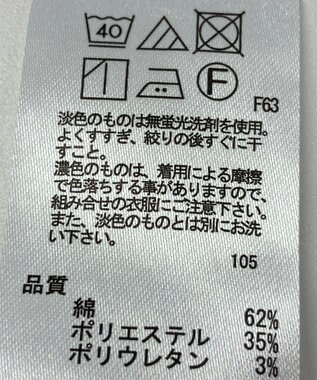 40
F
F63
淡色のものは無蛍光洗剤を使用。
よくすすぎ、絞りの後すぐに干
すこと。
濃色のものは、着用による摩擦
で色落ちする事がありますので、
組み合せの衣服にご注意下さい。
また、淡色のものとは別にお洗
い下さい。
105
品質
綿 62%
ポリエステル 35%
ポリウレタン 3%